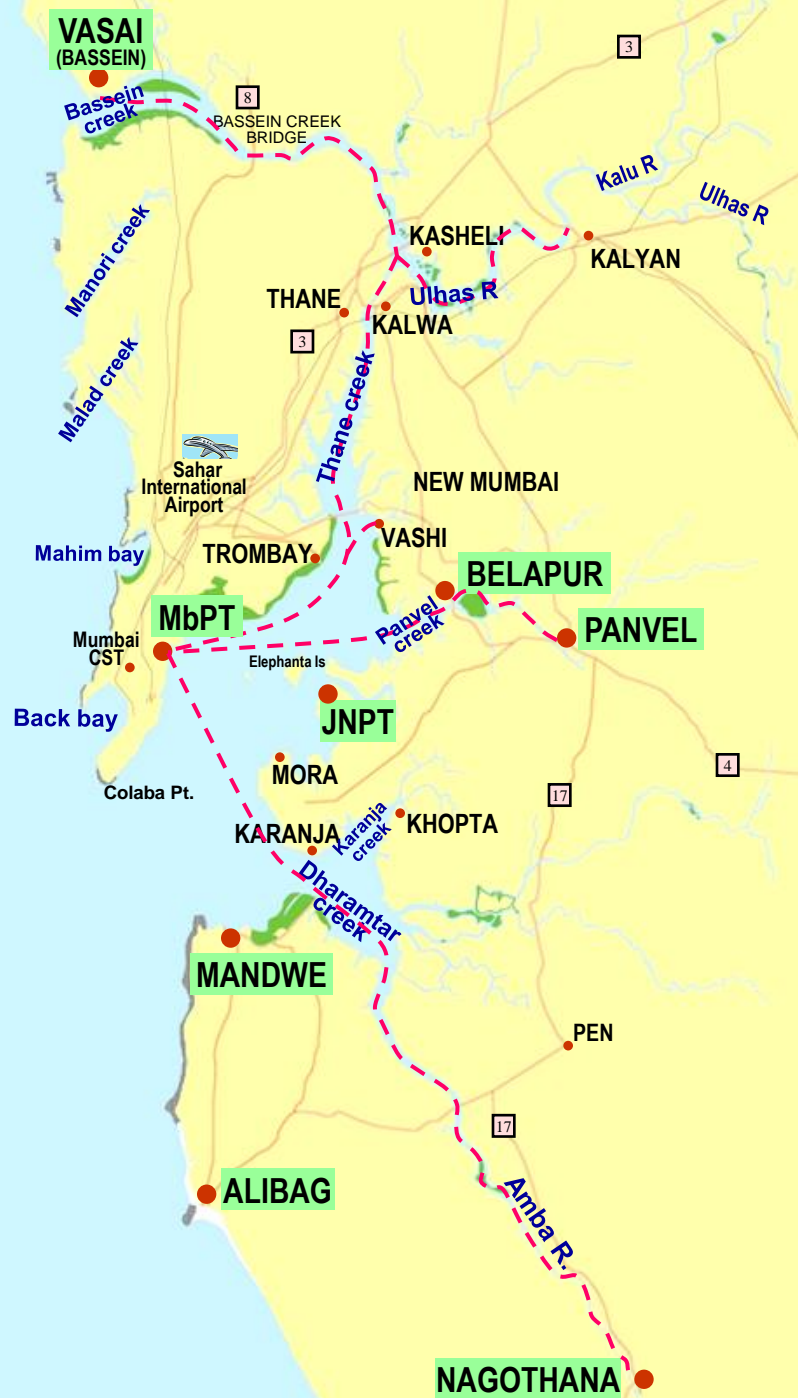 VASAI
(BASSEIN)
Bassein
creek
8
BASSEIN CREEK
BRIDGE
3
Kalu R
Ulhas R
Manori creek
KASHELI
KALYAN
THANE
Ulhas R
KALWA
3
Malad creek
Thane creek
Sahar
International
Airport
NEW MUMBAI
VASHI
Mahim bay
TROMBAY
BELAPUR
MbPT
Panvel
creek
PANVEL
Mumbai
CST
Elephanta Is
Back bay
JNPT
MORA
4
Colaba Pt.
17
KARANJA
Karanja
creek
KHOPTA
Dharamtar
creek
MANDWE
PEN
17
ALIBAG
Amba R.
NAGOTHANA